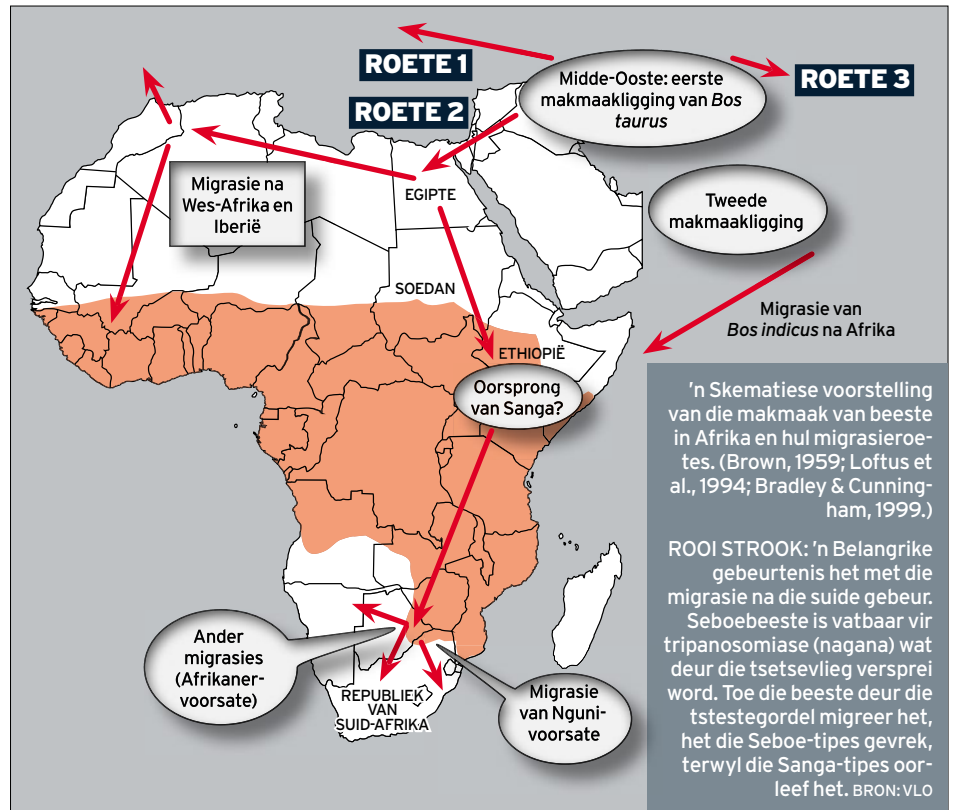 ROETE 1
Midde-Ooste: eerste
makmaakligging van Bos
taurus
ROETE 3
ROETE 2
Migrasie na
Wes-Afrika en
Iberië
EGIPTE
Tweede
makmaakligging
SOEDAN
Migrasie van
Bos indicus na Afrika
ETHIOPIË
Oorsprong
van Sanga?
'n Skematiese voorstelling
van die makmaak van beeste
in Afrika en hul migrasieroe-
tes. (Brown, 1959; Loftus et
al., 1994; Bradley & Cunning-
ham, 1999.)
ROOI STROOK: 'n Belangrike
gebeurtenis het met die
migrasie na die suide gebeur.
Seboebeeste is vatbaar vir
tripanosomiase (nagana) wat
deur die tsetsevlieg versprei
word. Toe die beeste deur die
tstestegordel migreer het,
het die Seboe-tipes gevrek,
terwyl die Sanga-tipes oor-
leef het. BRON: VLO
Ander
migrasies
(Afrikaner-
voorsate)
REPUBLIEK
VAN
SUID-AFRIKA
Migrasie
van Nguni-
voorsate